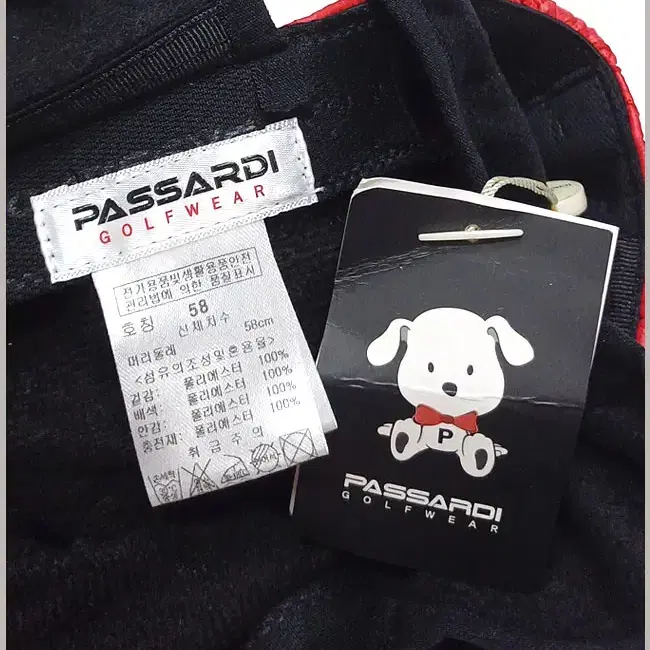 PASSARDI
GOLFWEAR
전기용품및생활용품안전
관리법에 의한 품질표시
호칭 58
신체치수 58cm
머리둘레
<섬유의조성및혼용율>
겉감: 폴리에스터 100%
배색: 폴리에스터 100%
안감: 폴리에스터 100%
충전재: 폴리에스터 100%
취급주의
P
PASSARDI
GOLFWEAR